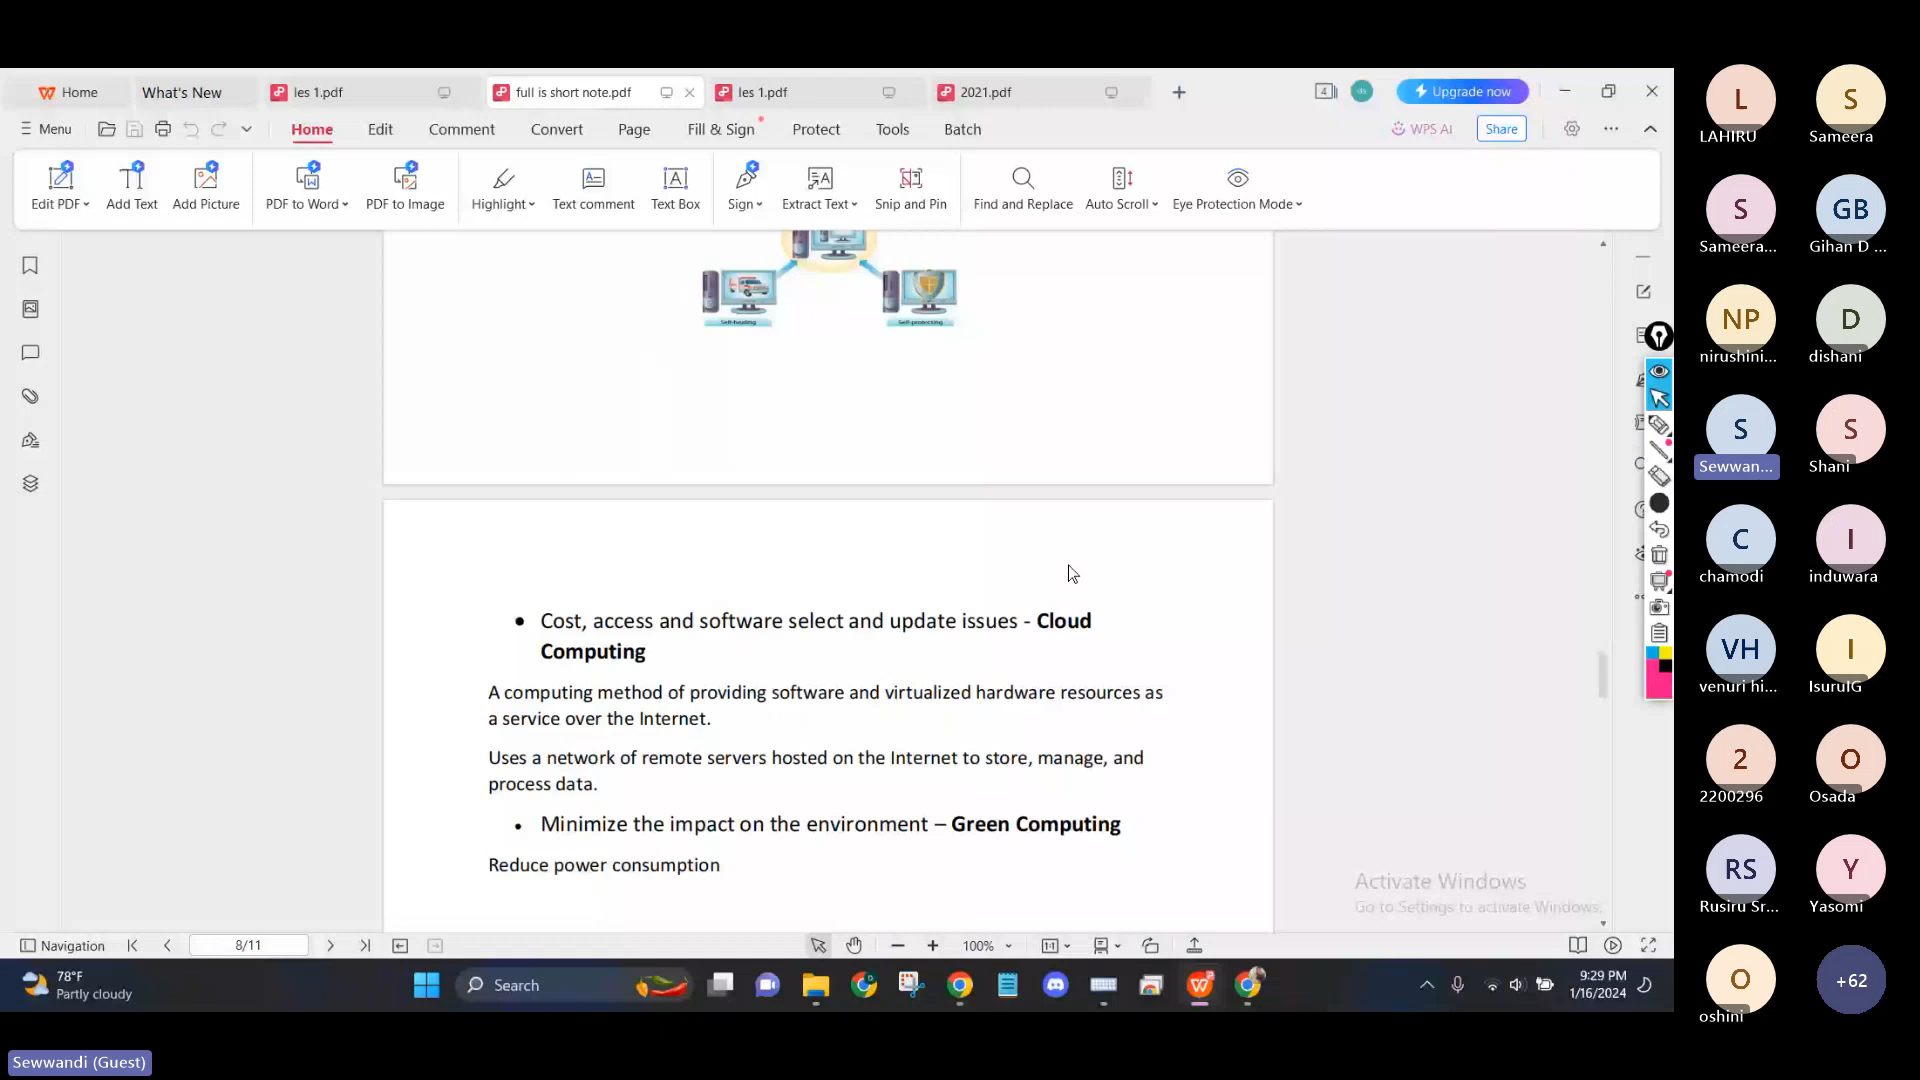 Home
What's New
les 1.pdf
full is short note.pdf
les 1.pdf
2021.pdf
4
ds
Upgrade now
Menu
Home
Edit
Comment
Convert
Page
Fill & Sign
Protect
Tools
Batch
WPS AI
Share
Edit PDF
Add Text
Add Picture
PDF to Word
PDF to Image
Highlight
Text comment
Text Box
Sign
Extract Text
Snip and Pin
Find and Replace
Auto Scroll
Eye Protection Mode
Self-healing
Self-protecting
• Cost, access and software select and update issues - Cloud
Computing
A computing method of providing software and virtualized hardware resources as
a service over the Internet.
Uses a network of remote servers hosted on the Internet to store, manage, and
process data.
• Minimize the impact on the environment – Green Computing
Reduce power consumption
Activate Windows
Go to Settings to activate Windows.
Navigation
8/11
100%
78°F
Partly cloudy
Search
9:29 PM
1/16/2024
L
LAHIRU
S
Sameera
S
Sameera...
GB
Gihan D ...
NP
nirushini...
D
dishani
S
Sewwan...
S
Shani
C
chamodi
I
induwara
VH
venuri hi...
I
IsuruIG
2
2200296
O
Osada
RS
Rusiru Sr...
Y
Yasomi
O
oshini
+62
Sewwandi (Guest)